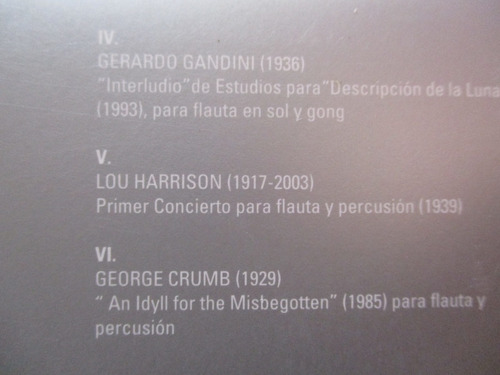 IV.
GERARDO GANDINI (1936)
"Interludio" de Estudios para "Descripción de la Luna
(1993), para flauta en sol y gong
V.
LOU HARRISON (1917-2003)
Primer Concierto para flauta y percusión (1939)
VI.
GEORGE CRUMB (1929)
" An Idyll for the Misbegotten" (1985) para flauta y
percusión